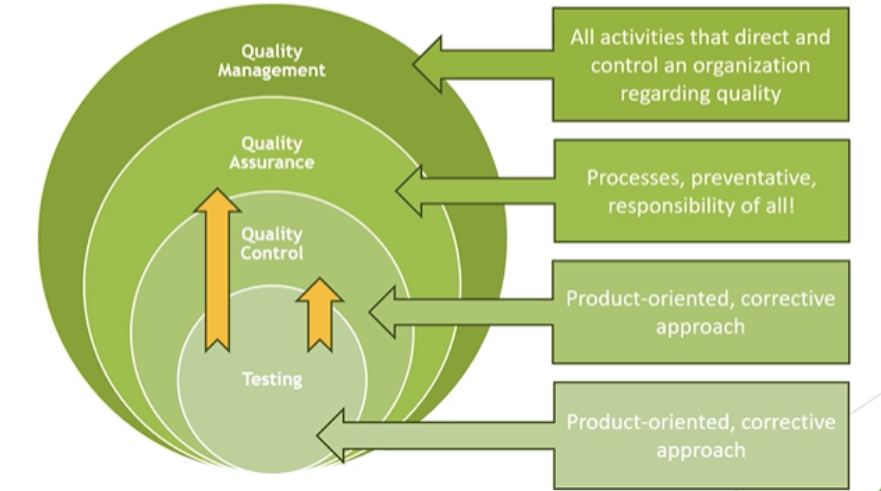 Quality
Management
All activities that direct and
control an organization
regarding quality
Quality
Assurance
Processes, preventative,
responsibility of all!
Quality
Control
Product-oriented, corrective
approach
Testing
Product-oriented, corrective
approach